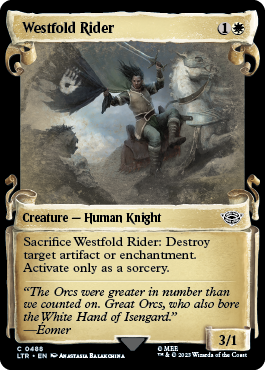 Westfold Rider 1
Creature — Human Knight
Sacrifice Westfold Rider: Destroy
target artifact or enchantment.
Activate only as a sorcery.
"The Orcs were greater in number than
we counted on. Great Orcs, who also bore
the White Hand of Isengard."
—Eomer
3/1
C 0488
LTR • EN ANASTASIA BALAKCHINA
© MEE
™ & © 2023 Wizards of the Coast